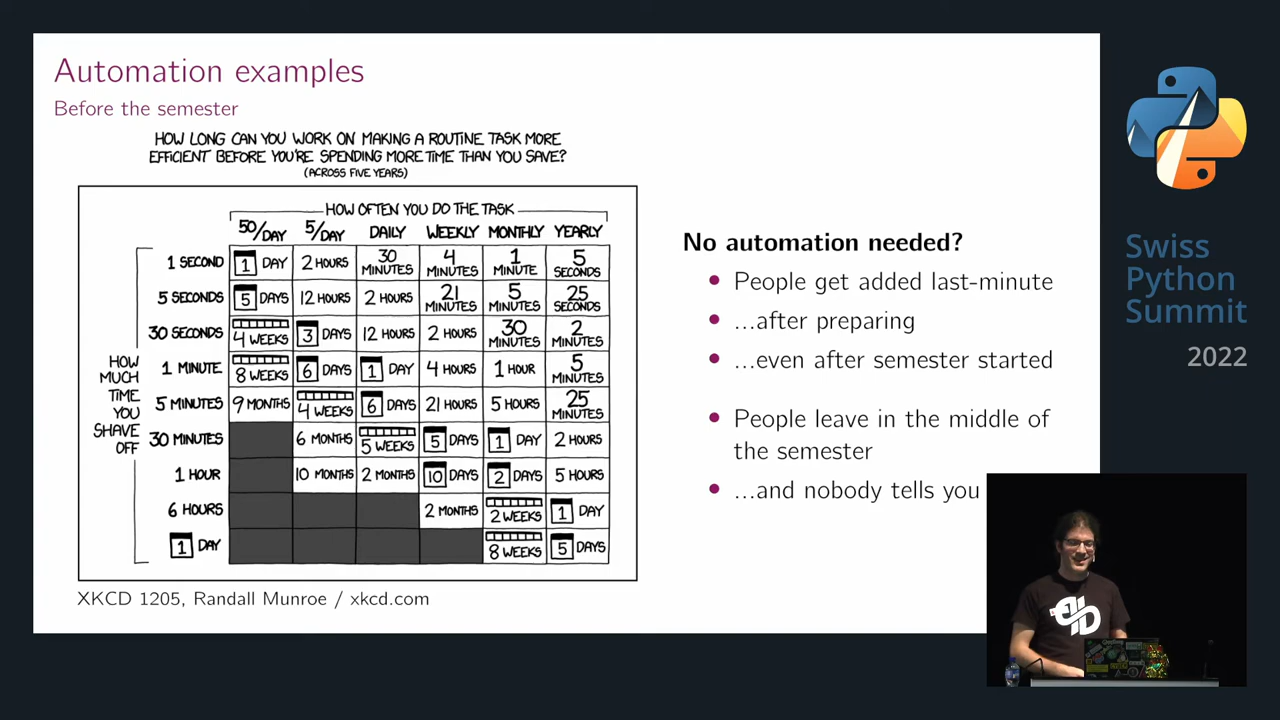 Automation examples
Before the semester
HOW LONG CAN YOU WORK ON MAKING A ROUTINE TASK MORE
EFFICIENT BEFORE YOU'RE SPENDING MORE TIME THAN YOU SAVE?
(ACROSS FIVE YEARS)
HOW OFTEN YOU DO THE TASK
50/DAY 5/DAY DAILY WEEKLY MONTHLY YEARLY
HOW MUCH TIME YOU SHAVE OFF
1 SECOND 1 DAY 2 HOURS 30 MINUTES 4 MINUTES 1 MINUTE 5 SECONDS
5 SECONDS 5 DAYS 12 HOURS 2 HOURS 21 MINUTES 5 MINUTES 25 SECONDS
30 SECONDS 4 WEEKS 3 DAYS 12 HOURS 2 HOURS 30 MINUTES 2 MINUTES
1 MINUTE 8 WEEKS 6 DAYS 1 DAY 4 HOURS 1 HOUR 5 MINUTES
5 MINUTES 9 MONTHS 4 WEEKS 6 DAYS 21 HOURS 5 HOURS 25 MINUTES
30 MINUTES 6 MONTHS 5 WEEKS 5 DAYS 1 DAY 2 HOURS
1 HOUR 10 MONTHS 2 MONTHS 10 DAYS 2 DAYS 5 HOURS
6 HOURS 2 MONTHS 2 WEEKS 1 DAY
1 DAY 8 WEEKS 5 DAYS
XKCD 1205, Randall Munroe / xkcd.com
No automation needed?
• People get added last-minute
• ...after preparing
• ...even after semester started
• People leave in the middle of
the semester
• ...and nobody tells you
Swiss
Python
Summit
2022